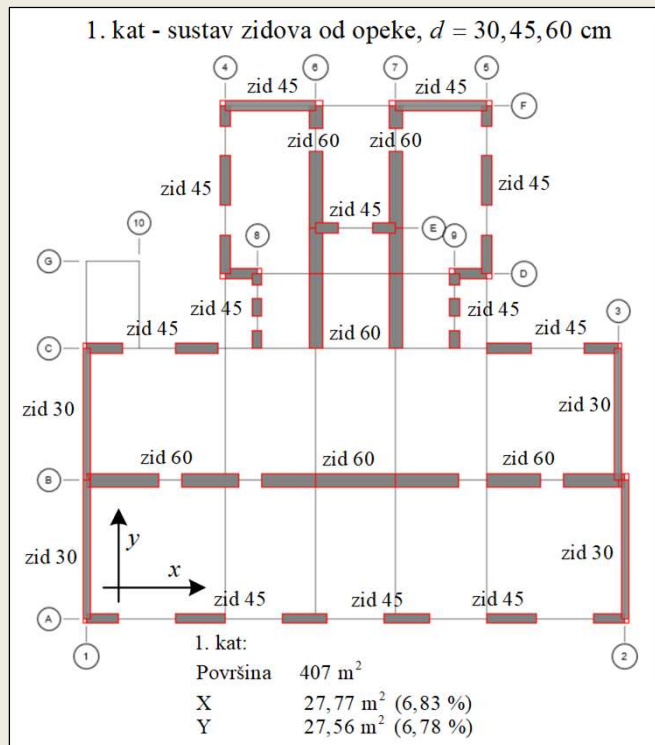 1. kat - sustav zidova od opeke, d = 30,45,60 cm
4 6 7 5
zid 45 zid 45
F
zid 60 zid 60
zid 45 zid 45 zid 45
10 8 E 9
G D
zid 45 zid 45 3
zid 45 zid 60 zid 45
C
zid 30 zid 30
zid 60 zid 60 zid 60
B
y
zid 30 x zid 30
zid 45 zid 45 zid 45
A
1 2
1. kat:
Površina 407 m²
X 27,77 m² (6,83 %)
Y 27,56 m² (6,78 %)